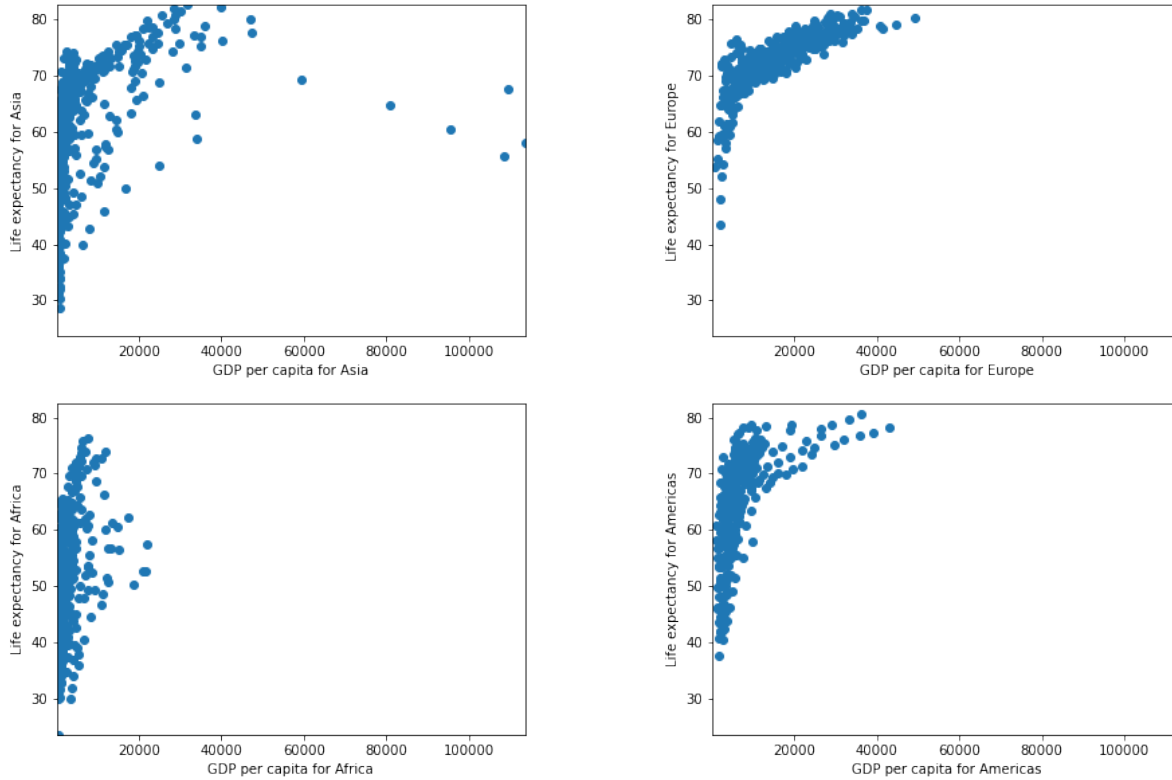 Life expectancy for Asia
80
70
60
50
40
30
20000 40000 60000 80000 100000
GDP per capita for Asia
Life expectancy for Europe
80
70
60
50
40
30
20000 40000 60000 80000 100000
GDP per capita for Europe
Life expectancy for Africa
80
70
60
50
40
30
20000 40000 60000 80000 100000
GDP per capita for Africa
Life expectancy for Americas
80
70
60
50
40
30
20000 40000 60000 80000 100000
GDP per capita for Americas